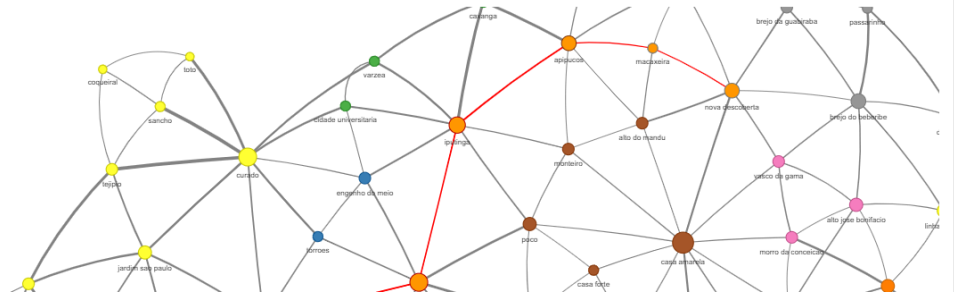 caxanga
brejo da guabiraba
passarinho
apipucos
macaxeira
toto
varzea
coqueiral
nova descoberta
sancho
cidade universitaria
brejo do beberibe
alto do mandu
iputinga
monteiro
curado
tejipio
vasco da gama
engenho do meio
alto jose bonifacio
linha
poco
torroes
morro da conceicao
casa amarela
jardim sao paulo
casa forte